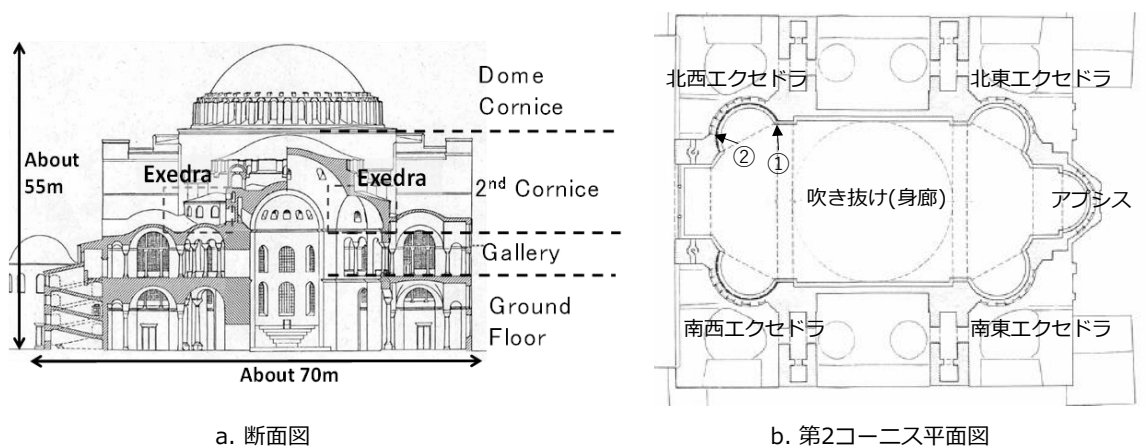 Dome
Cornice
About
55m
Exedra
Exedra
2nd Cornice
Gallery
Ground
Floor
About 70m
a. 断面図
北西エクセドラ
北東エクセドラ
②
①
吹き抜け(身廊)
アプシス
南西エクセドラ
南東エクセドラ
b. 第2コーニス平面図